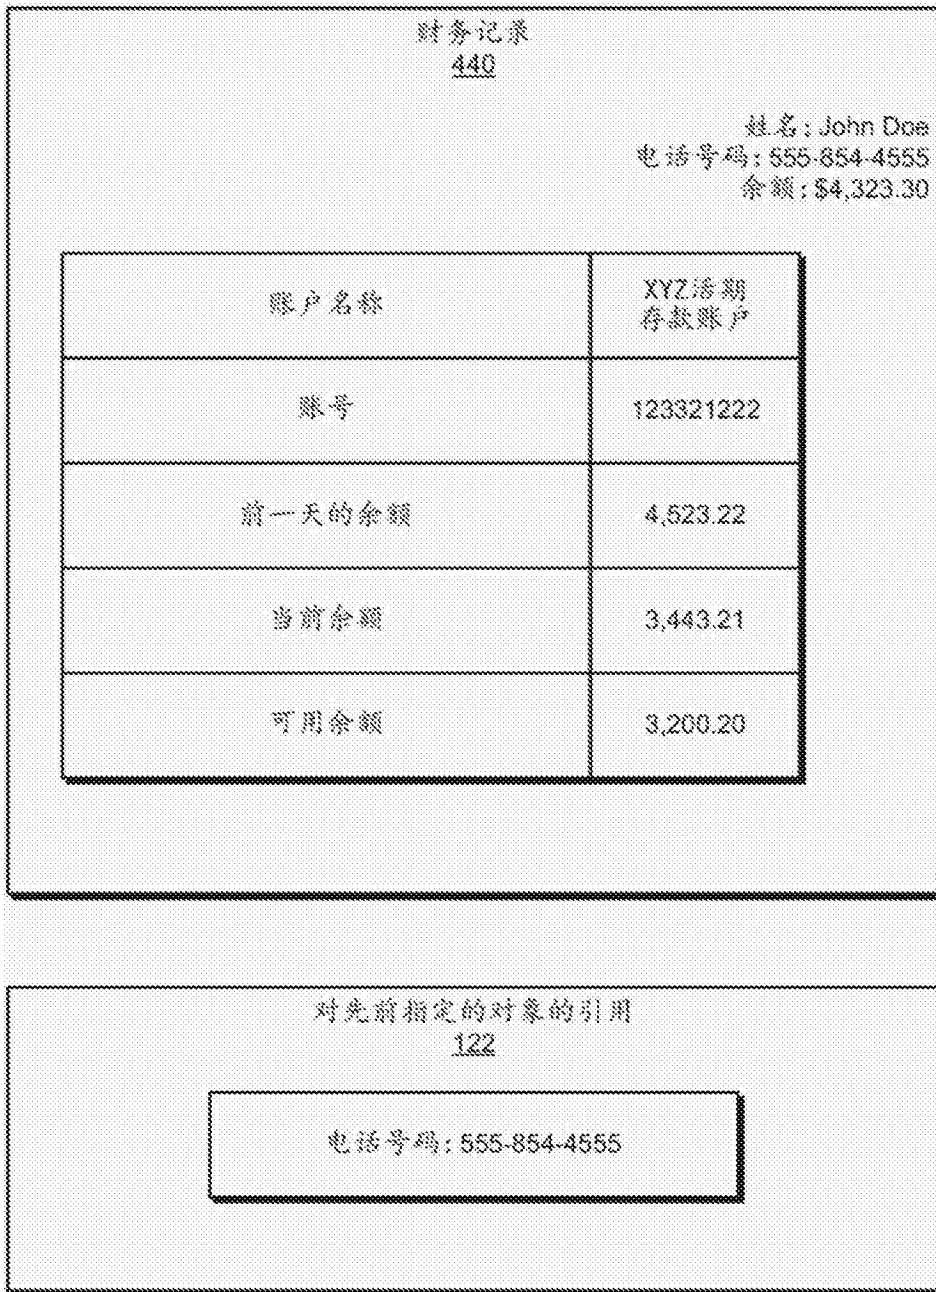 财务记录
440
姓名: John Doe
电话号码: 555-854-4555
余额: $4,323.30
账户名称
XYZ活期
存款账户
账号
123321222
前一天的余额
4,523.22
当前余额
3,443.21
可用余额
3,200.20
对先前指定的对象的引用
122
电话号码: 555-854-4555